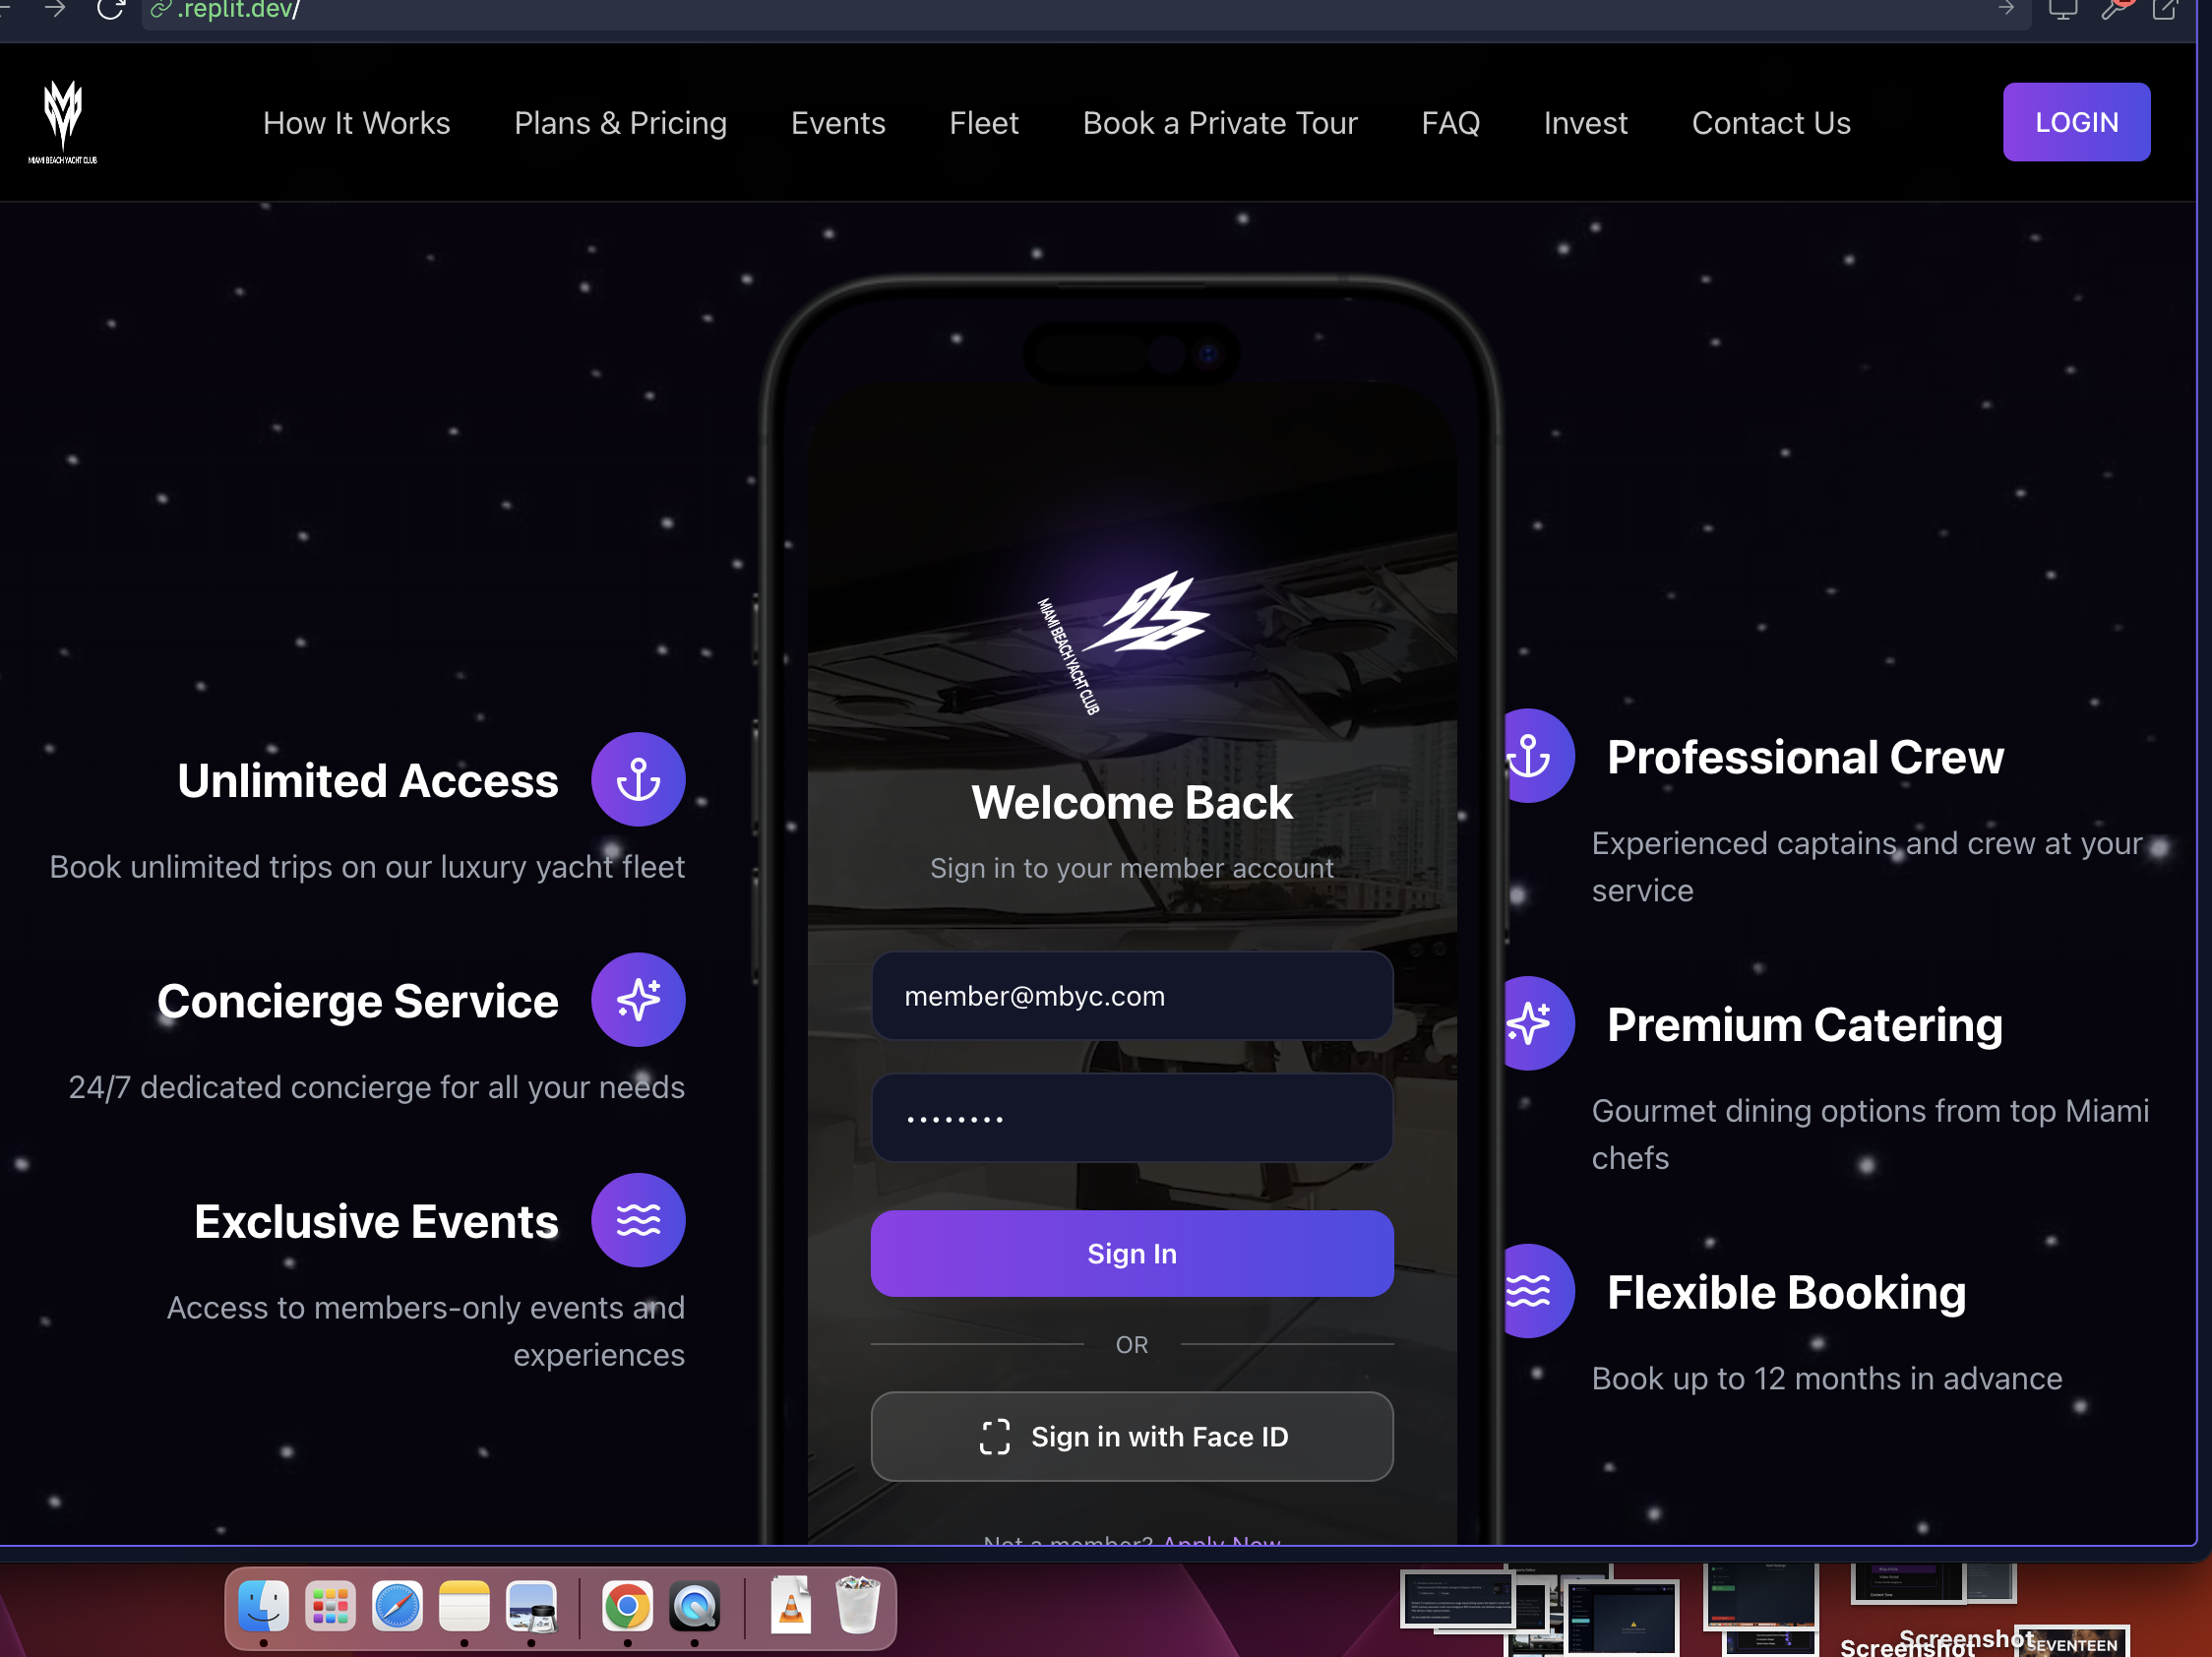 .replit.dev/
MIAMI BEACH YACHT CLUB
How It Works
Plans & Pricing
Events
Fleet
Book a Private Tour
FAQ
Invest
Contact Us
LOGIN
Unlimited Access
Book unlimited trips on our luxury yacht fleet
Concierge Service
24/7 dedicated concierge for all your needs
Exclusive Events
Access to members-only events and
experiences
MIAMI BEACH YACHT CLUB
Welcome Back
Sign in to your member account
member@mbyc.com
••••••••
Sign In
OR
Sign in with Face ID
Not a member? Apply Now
Professional Crew
Experienced captains and crew at your
service
Premium Catering
Gourmet dining options from top Miami
chefs
Flexible Booking
Book up to 12 months in advance
Screenshot
Screenshot
SEVENTEEN